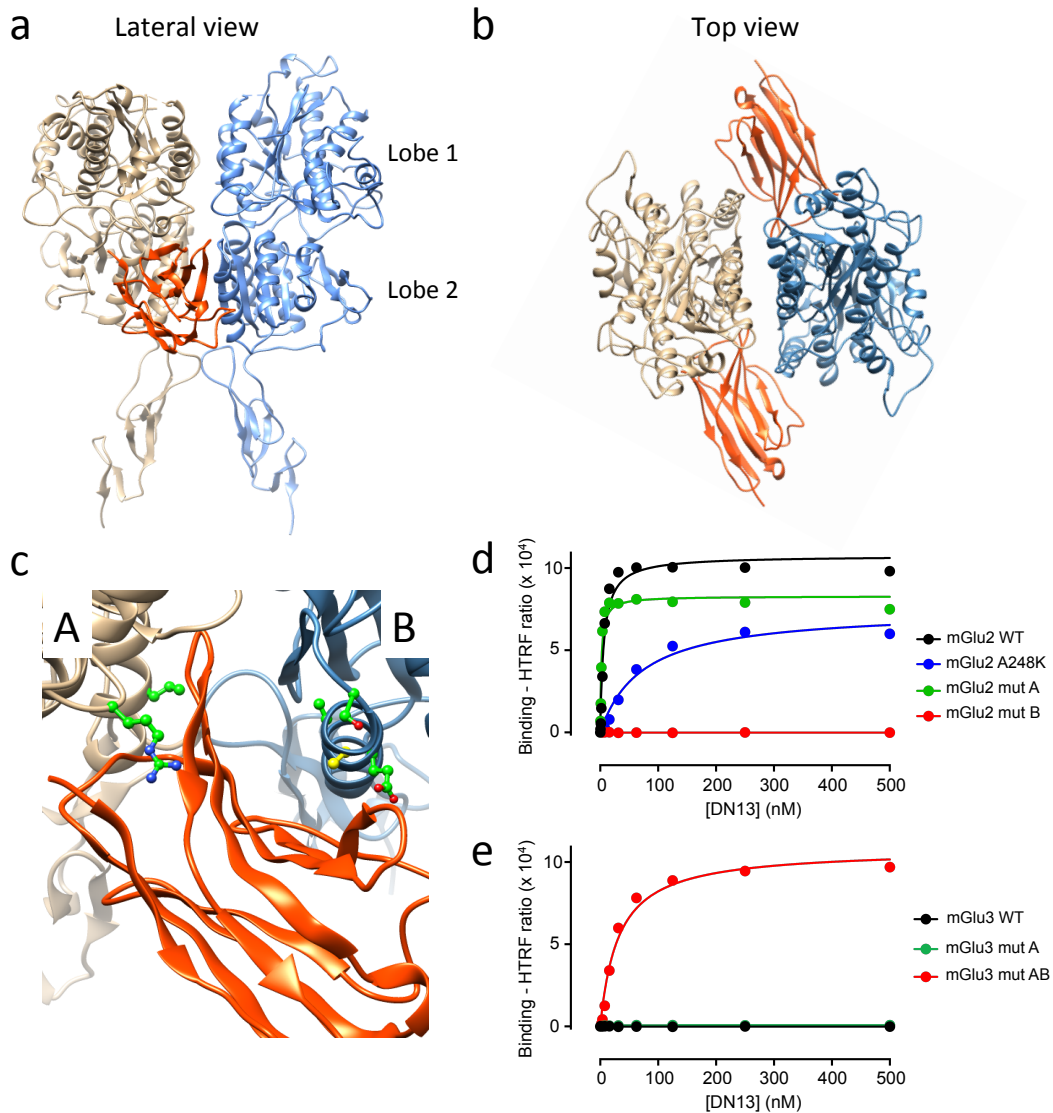 a
Lateral view
Lobe 1
Lobe 2
b
Top view
c
A
B
d
Binding - HTRF ratio (x 10⁴)
10
5
0
0 100 200 300 400 500
[DN13] (nM)
mGlu2 WT
mGlu2 A248K
mGlu2 mut A
mGlu2 mut B
e
Binding - HTRF ratio (x 10⁴)
10
5
0
0 100 200 300 400 500
[DN13] (nM)
mGlu3 WT
mGlu3 mut A
mGlu3 mut AB